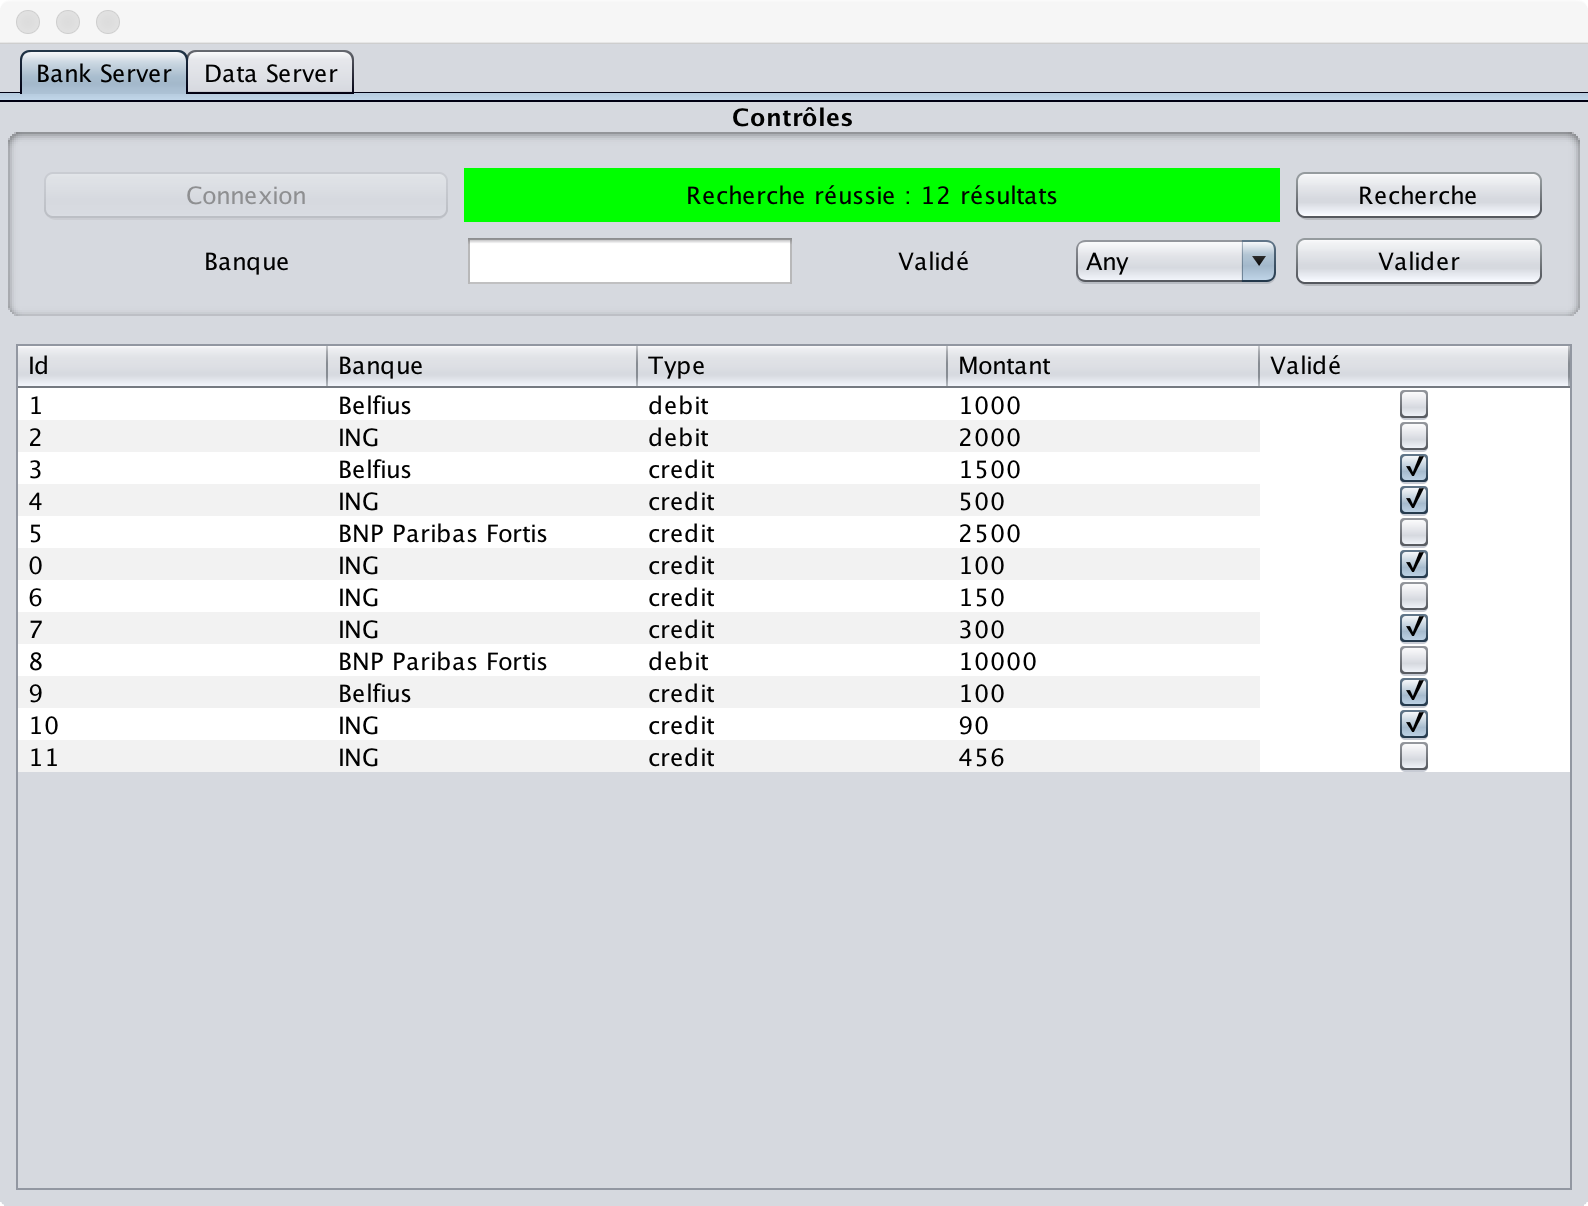 Bank Server Data Server
Contrôles
Connexion Recherche réussie : 12 résultats Recherche
Banque Validé Any Valider
Id Banque Type Montant Validé
1 Belfius debit 1000
2 ING debit 2000
3 Belfius credit 1500
4 ING credit 500
5 BNP Paribas Fortis credit 2500
0 ING credit 100
6 ING credit 150
7 ING credit 300
8 BNP Paribas Fortis debit 10000
9 Belfius credit 100
10 ING credit 90
11 ING credit 456